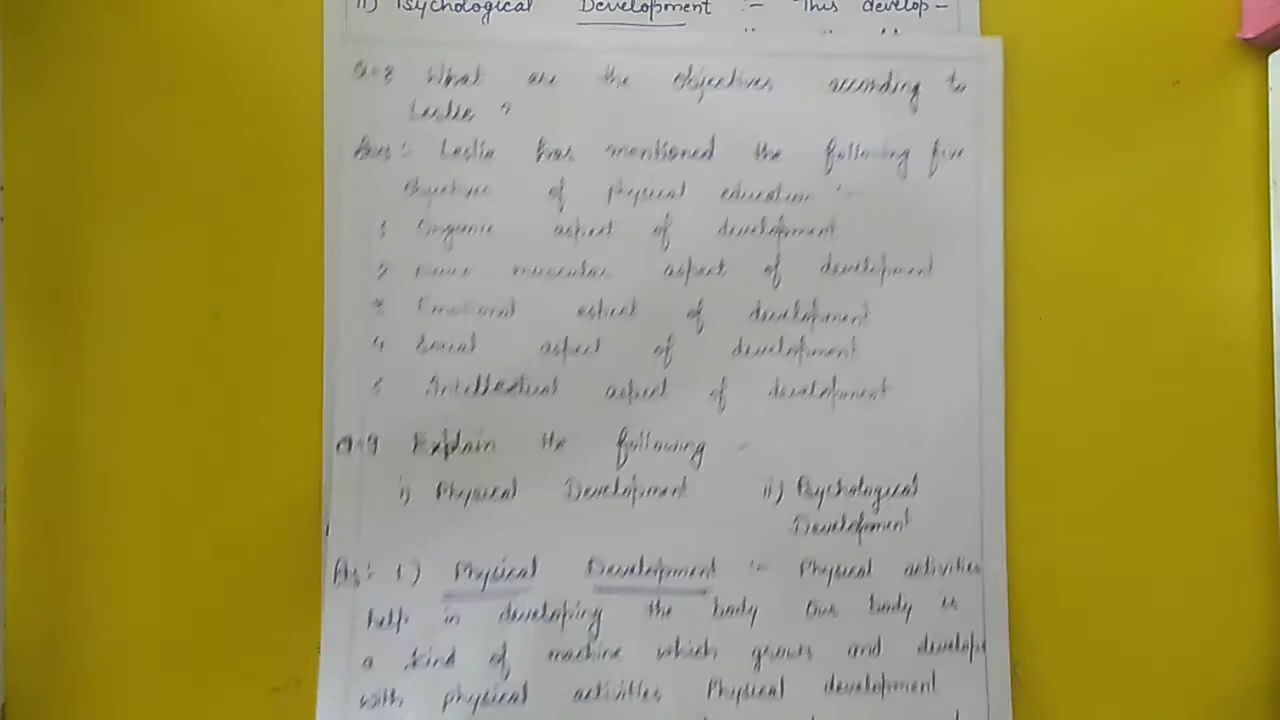 ii) Psychological Development :- This develop-
Q.8 What are the objectives according to
Leslie ?
Ans :- Leslie has mentioned the following five
objectives of physical education :-
1 Organic aspect of development
2 Neuro muscular aspect of development
3 Emotional aspect of development
4 Social aspect of development
5 Intellectual aspect of development
Q.9 Explain the following :-
i) Physical Development ii) Psychological
Development
As :- i) Physical Development :- Physical activities
help in developing the body Our body is
a kind of machine which grows and develops
with physical activities Physical development